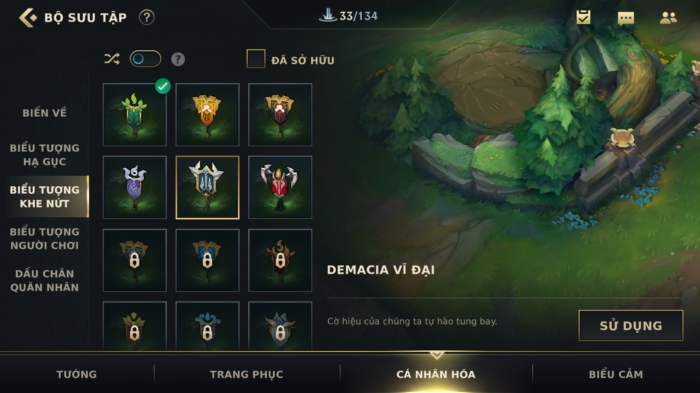 BỘ SƯU TẬP ?
33/134
?
ĐÃ SỞ HỮU
BIẾN VỀ
BIỂU TƯỢNG
HẠ GỤC
BIỂU TƯỢNG
KHE NỨT
BIỂU TƯỢNG
NGƯỜI CHƠI
DẤU CHÂN
QUÂN NHÂN
DEMACIA VĨ ĐẠI
Cờ hiệu của chúng ta tự hào tung bay.
SỬ DỤNG
TƯỚNG
TRANG PHỤC
CÁ NHÂN HÓA
BIỂU CẢM